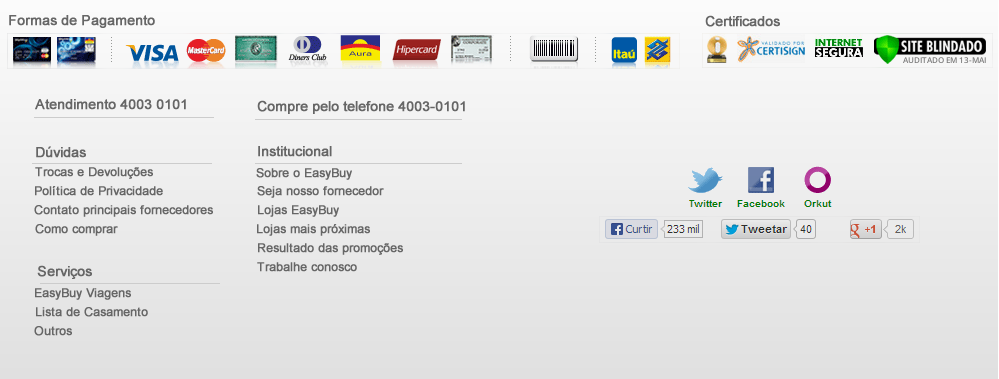 Formas de Pagamento
Certificados
VISA
MasterCard
Diners Club
Aura
Hipercard
Itaú
VALIDADO POR
CERTISIGN
INTERNET
SEGURA
SITE BLINDADO
AUDITADO EM 13-MAI
Atendimento 4003 0101
Compre pelo telefone 4003-0101
Dúvidas
Trocas e Devoluções
Política de Privacidade
Contato principais fornecedores
Como comprar
Serviços
EasyBuy Viagens
Lista de Casamento
Outros
Institucional
Sobre o EasyBuy
Seja nosso fornecedor
Lojas EasyBuy
Lojas mais próximas
Resultado das promoções
Trabalhe conosco
Twitter
Facebook
Orkut
Curtir
233 mil
Tweetar
40
g +1
2k